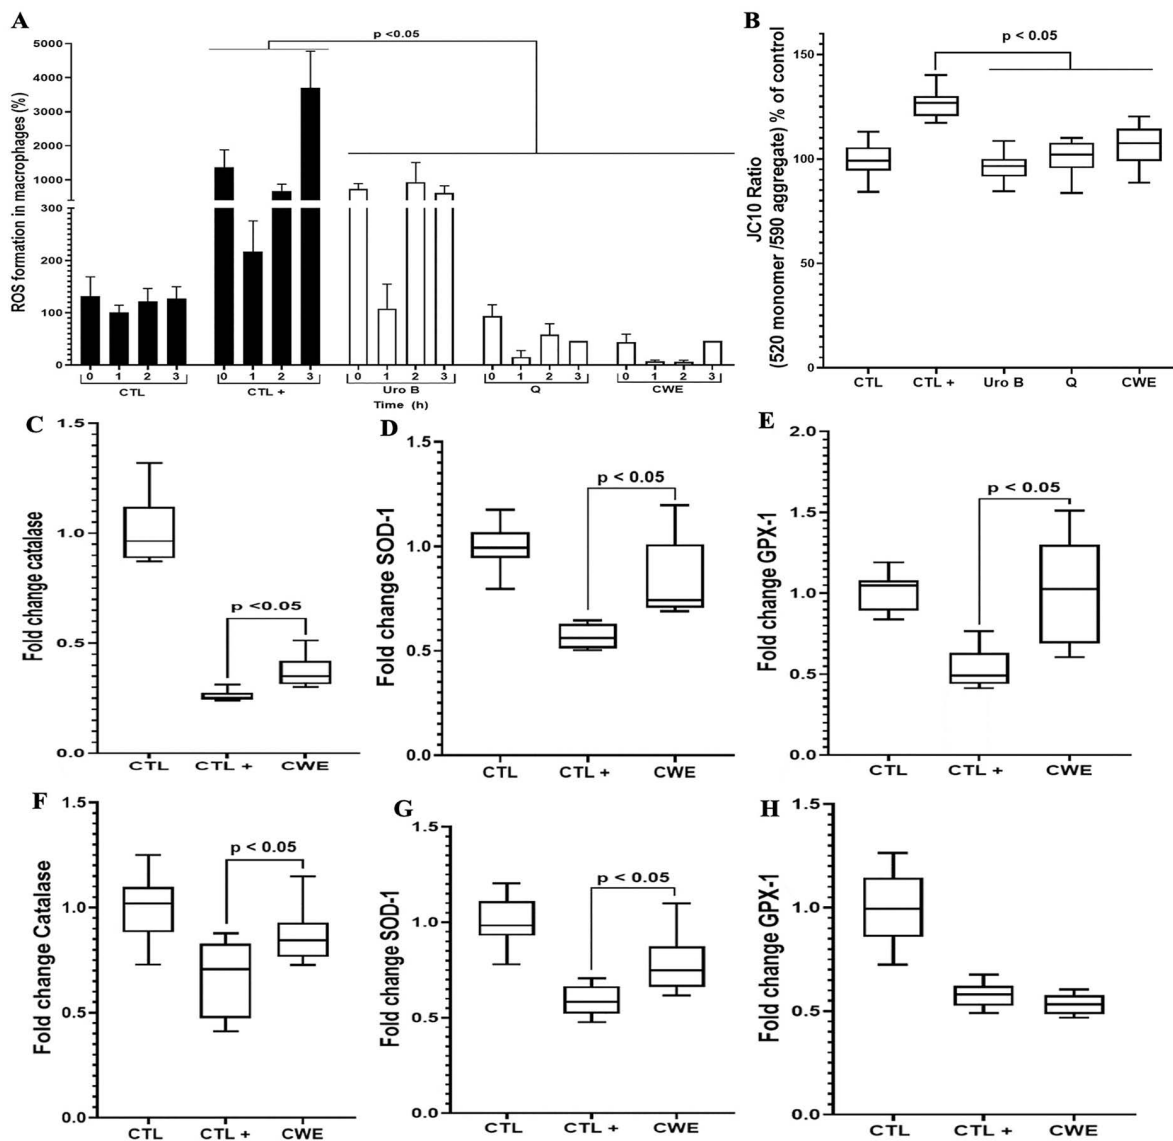 A
p <0.05
ROS formation in macrophages (%)
5000
4000
3000
2000
1000
300
200
100
0
0 1 2 3
0 1 2 3
0 1 2 3
0 1 2 3
0 1 2 3
CTL
CTL +
Uro B
Q
CWE
Time (h)
B
p < 0.05
JC10 Ratio
(520 monomer /590 aggregate) % of control
150
100
50
0
CTL
CTL +
Uro B
Q
CWE
C
Fold change catalase
1.5
1.0
0.5
0.0
p <0.05
CTL
CTL +
CWE
D
Fold change SOD-1
1.5
1.0
0.5
0.0
p < 0.05
CTL
CTL +
CWE
E
Fold change GPX-1
2.0
1.5
1.0
0.5
0.0
p < 0.05
CTL
CTL +
CWE
F
Fold change Catalase
1.5
1.0
0.5
0.0
p < 0.05
CTL
CTL +
CWE
G
Fold change SOD-1
1.5
1.0
0.5
0.0
p < 0.05
CTL
CTL +
CWE
H
Fold change GPX-1
1.5
1.0
0.5
0.0
CTL
CTL +
CWE